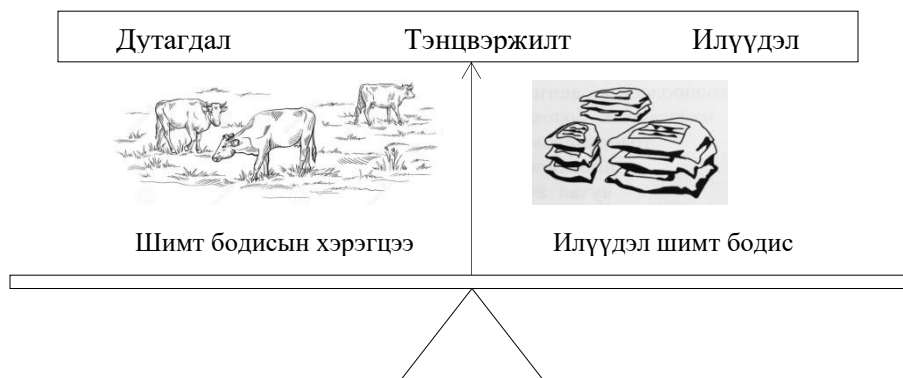 Дутагдал Тэнцвэржилт Илүүдэл
Шимт бодисын хэрэгцээ Илүүдэл шимт бодис